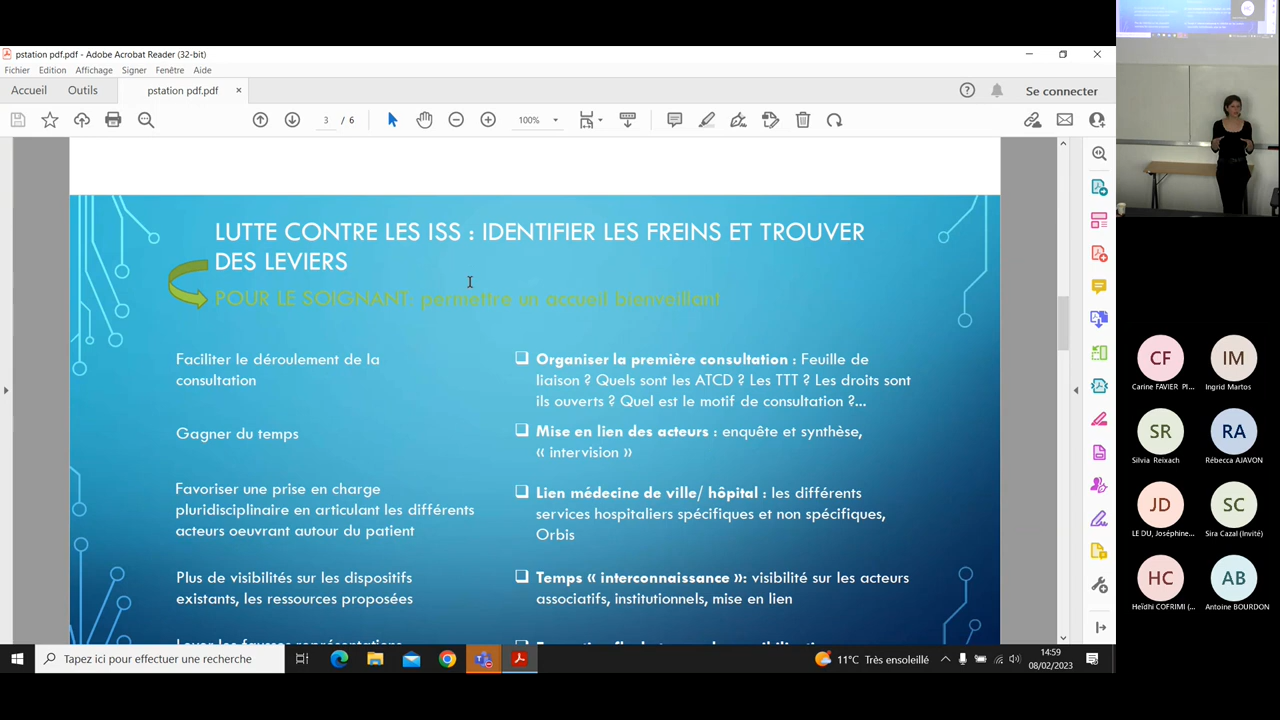 pstation pdf.pdf - Adobe Acrobat Reader (32-bit)
Fichier Edition Affichage Signer Fenêtre Aide
Accueil Outils pstation pdf.pdf × Se connecter
3 / 6 100%
LUTTE CONTRE LES ISS : IDENTIFIER LES FREINS ET TROUVER
DES LEVIERS
POUR LE SOIGNANT: permettre un accueil bienveillant
Faciliter le déroulement de la
consultation
Gagner du temps
Favoriser une prise en charge
pluridisciplinaire en articulant les différents
acteurs oeuvrant autour du patient
Plus de visibilités sur les dispositifs
existants, les ressources proposées
Organiser la première consultation : Feuille de
liaison ? Quels sont les ATCD ? Les TTT ? Les droits sont
ils ouverts ? Quel est le motif de consultation ?...
Mise en lien des acteurs : enquête et synthèse,
« intervision »
Lien médecine de ville/ hôpital : les différents
services hospitaliers spécifiques et non spécifiques,
Orbis
Temps « interconnaissance »: visibilité sur les acteurs
associatifs, institutionnels, mise en lien
HC
CF IM
Carine FAVIER PI... Ingrid Martos
SR RA
Silvia Reixach Rébecca AJAVON
JD SC
LE DU, Joséphine... Sira Cazal (Invité)
HC AB
Heïdhi COFRIMI (... Antoine BOURDON
Tapez ici pour effectuer une recherche
11°C Très ensoleillé
14:59
08/02/2023